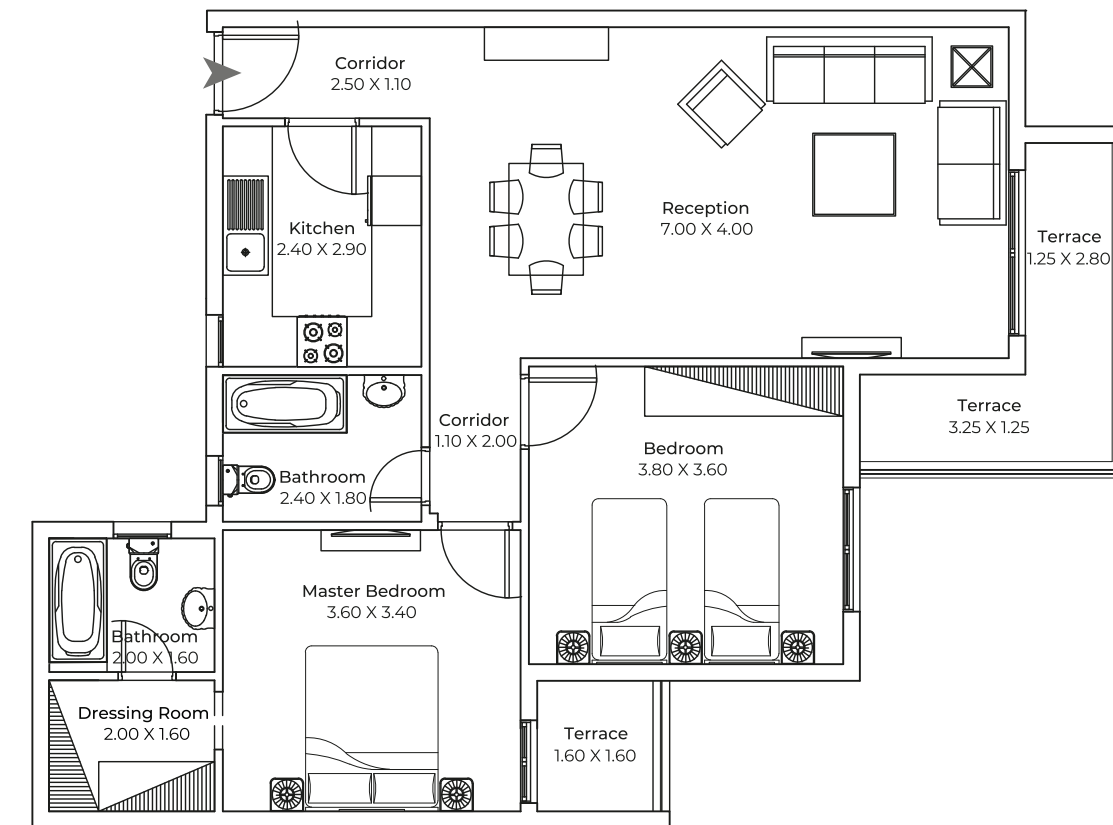 Corridor
2.50 X 1.10
Kitchen
2.40 X 2.90
Reception
7.00 X 4.00
Terrace
1.25 X 2.80
Terrace
3.25 X 1.25
Corridor
1.10 X 2.00
Bedroom
3.80 X 3.60
Bathroom
2.40 X 1.80
Master Bedroom
3.60 X 3.40
Bathroom
2.00 X 1.60
Dressing Room
2.00 X 1.60
Terrace
1.60 X 1.60